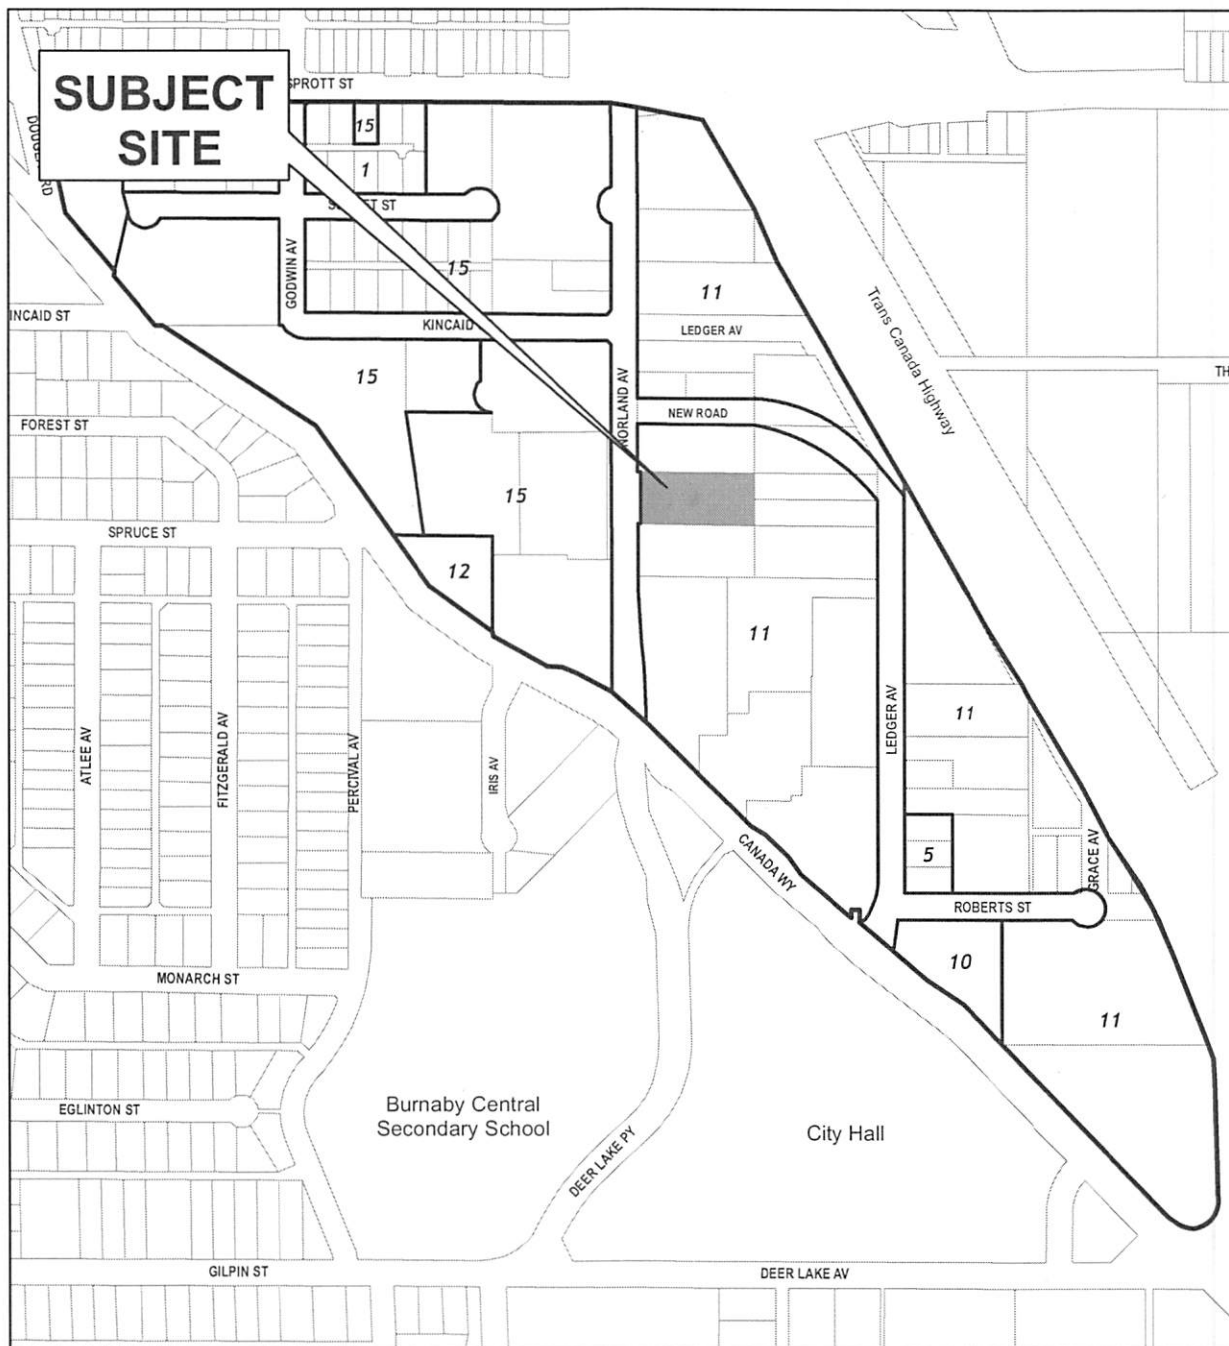 SUBJECT
SITE
SPROTT ST
15
1
GODWIN AV
15
11
INCAID ST
KINCAID
LEDGER AV
Trans Canada Highway
TH
15
NORLAND AV
NEW ROAD
FOREST ST
15
SPRUCE ST
12
11
ATLEE AV
FITZGERALD AV
PERCIVAL AV
IRIS AV
LEDGER AV
11
CANADA WY
5
GRACE AV
ROBERTS ST
MONARCH ST
10
11
EGLINTON ST
Burnaby Central
Secondary School
City Hall
DEER LAKE PY
GILPIN ST
DEER LAKE AV